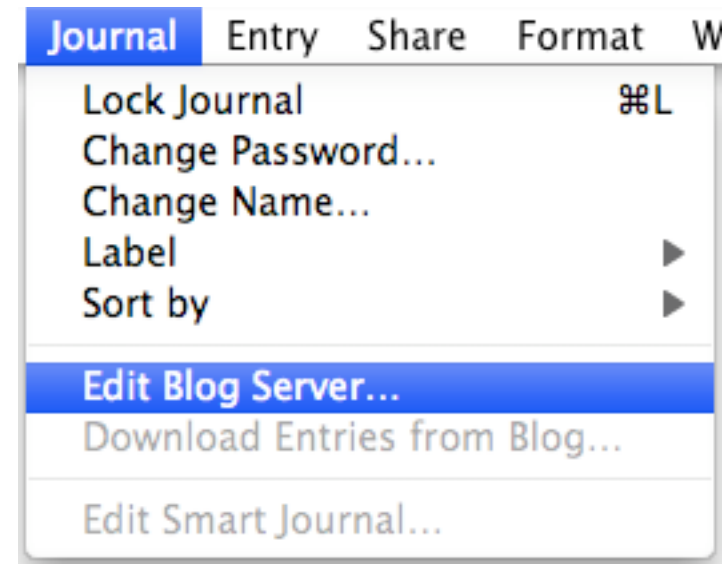 Journal Entry Share Format W
Lock Journal ⌘L
Change Password...
Change Name...
Label
Sort by
Edit Blog Server...
Download Entries from Blog...
Edit Smart Journal...